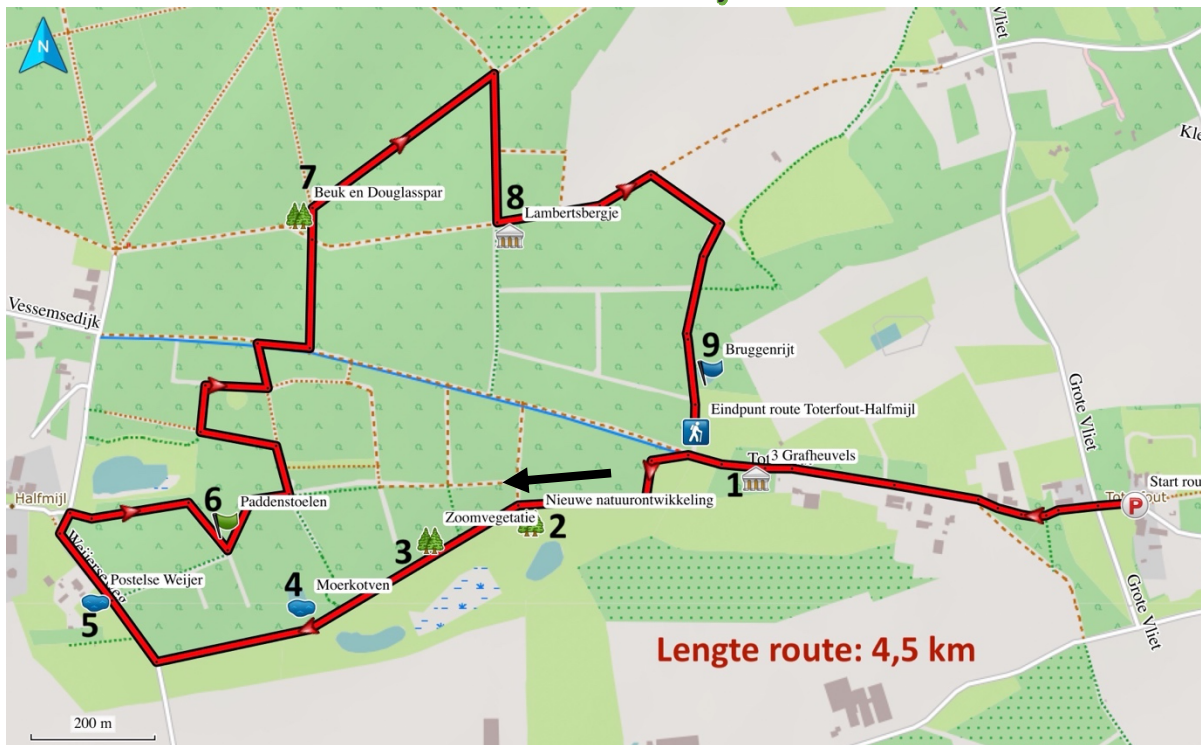 N
Vliet
Kle
7
Beuk en Douglasspar
8
Lambertsbergje
Vessemsedijk
9
Bruggenrijt
Grote Vliet
Eindpunt route Toterfout-Halfmijl
3 Grafheuvels
1
Start rou
P
Halfmijl
6
Paddenstoelen
Nieuwe natuurontwikkeling
Zoomvegetatie
2
3
Postelse Weijer
4
Moerkotven
5
Grote Vliet
Lengte route: 4,5 km
200 m